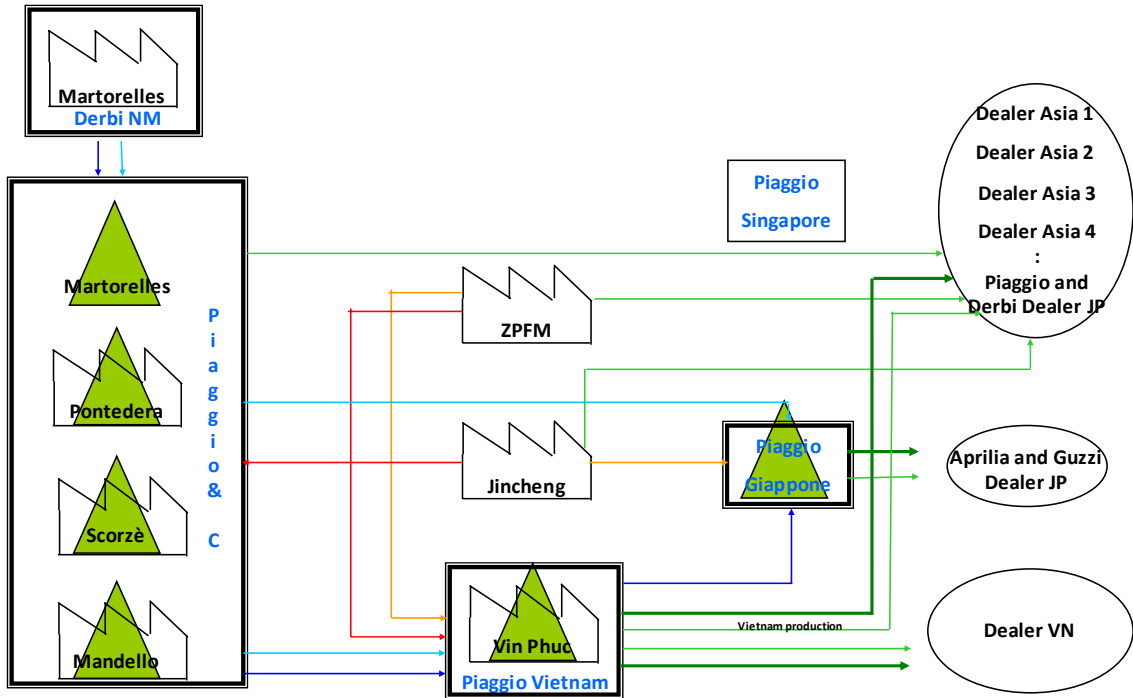 Martorelles
Derbi NM
Martorelles
Pontedera
Scorzè
Mandello
P
i
a
g
g
i
o
&
C
Piaggio
Singapore
ZPFM
Jincheng
Piaggio
Giappone
Vin Phuc
Piaggio Vietnam
Vietnam production
Dealer Asia 1
Dealer Asia 2
Dealer Asia 3
Dealer Asia 4
:
Piaggio and
Derbi Dealer JP
Aprilia and Guzzi
Dealer JP
Dealer VN